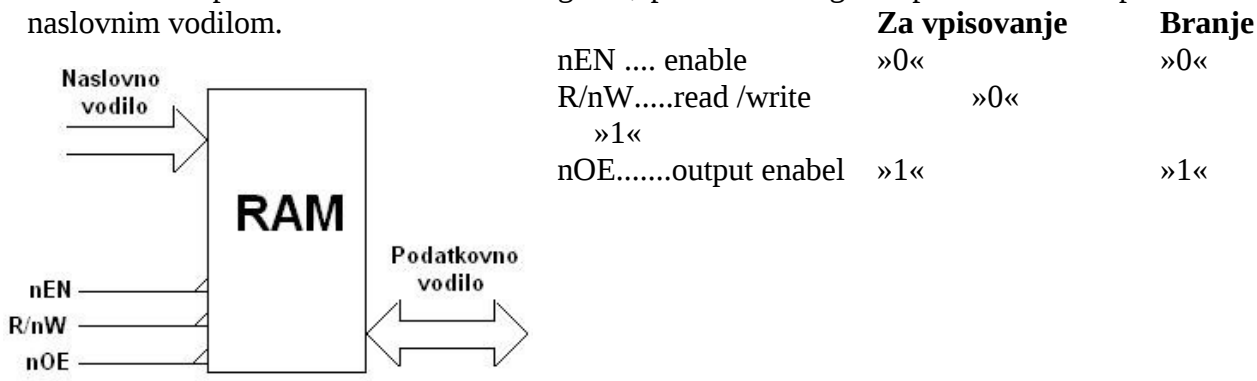 naslovnim vodilom.
Za vpisovanje Branje
nEN .... enable »0« »0«
R/nW.....read /write »0«
»1«
nOE.......output enabel »1« »1«
Naslovno
vodilo
RAM
Podatkovno
vodilo
nEN
R/nW
nOE